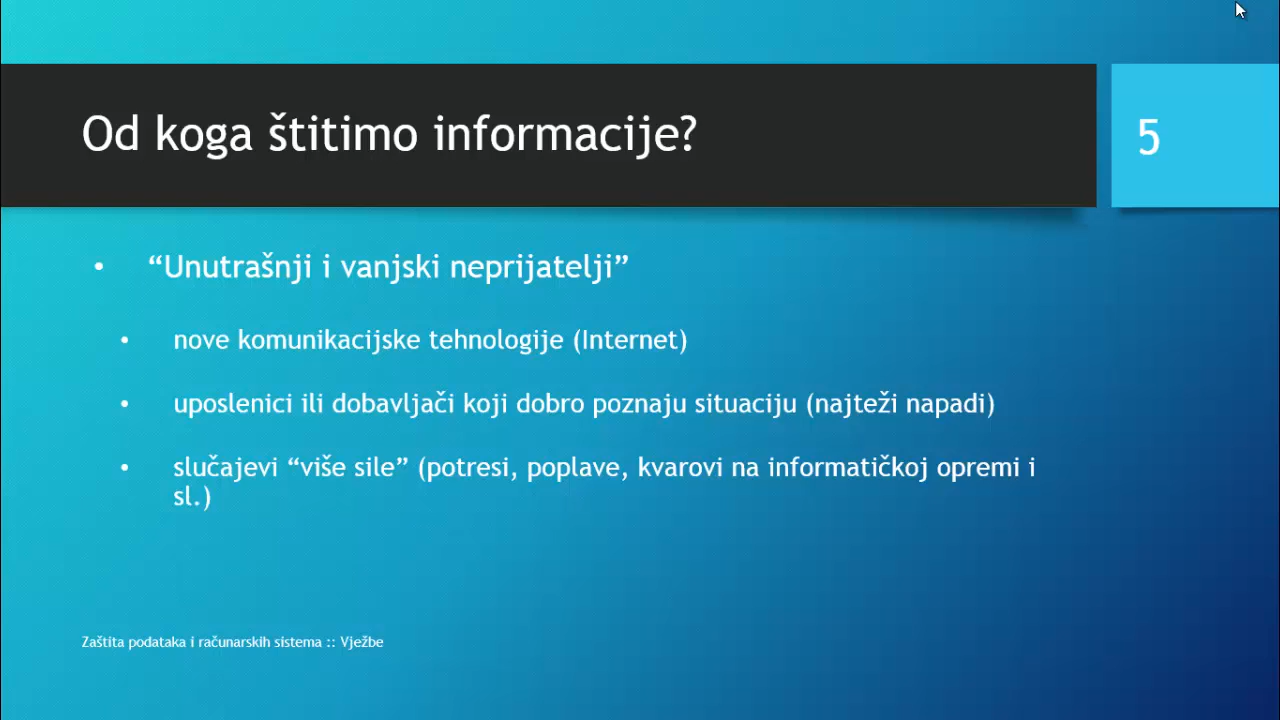 Od koga štitimo informacije?
5
• “Unutrašnji i vanjski neprijatelji”
• nove komunikacijske tehnologije (Internet)
• uposlenici ili dobavljači koji dobro poznaju situaciju (najteži napadi)
• slučajevi “više sile” (potresi, poplave, kvarovi na informatičkoj opremi i
sl.)
Zaštita podataka i računarskih sistema :: Vježbe